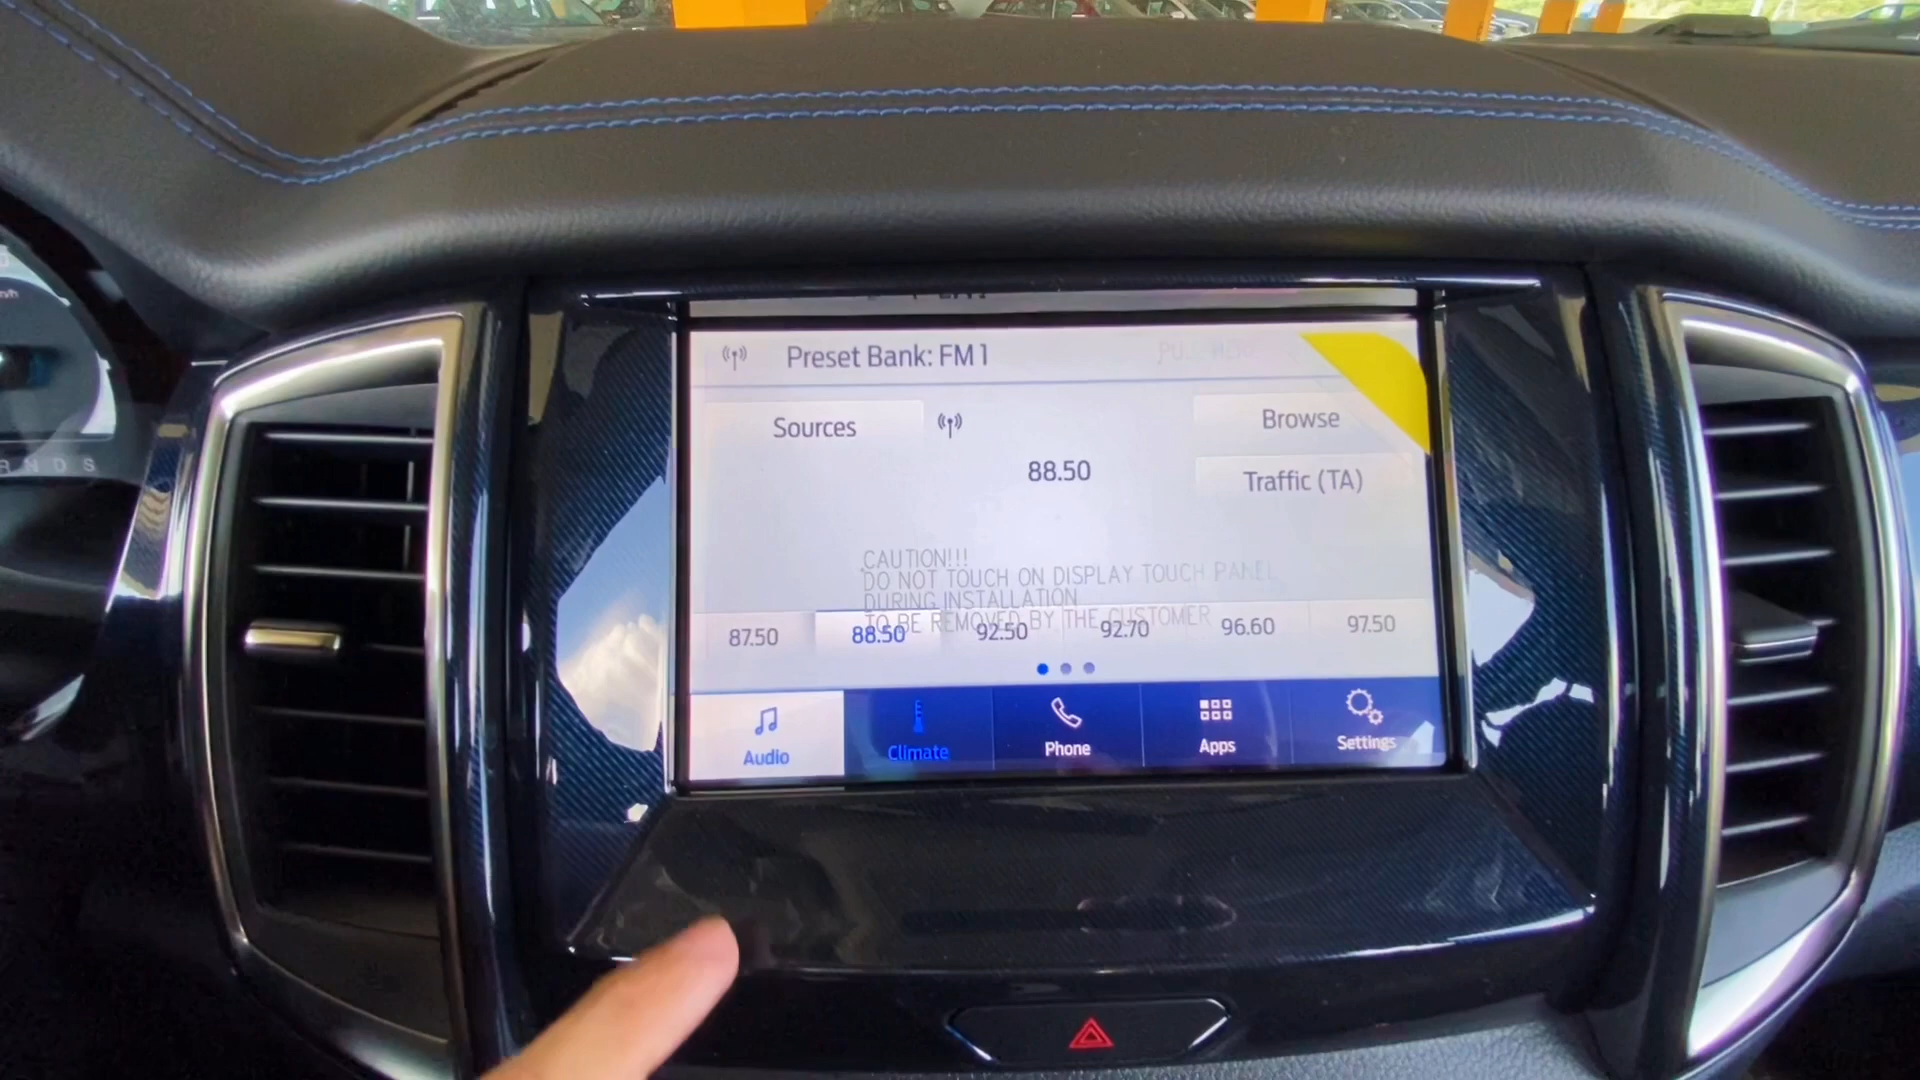 Preset Bank: FM 1
Sources
Browse
88.50
Traffic (TA)
CAUTION!!!
DO NOT TOUCH ON DISPLAY TOUCH PANEL
DURING INSTALLATION
TO BE REMOVED BY THE CUSTOMER
87.50 88.50 92.50 92.70 96.60 97.50
Audio Climate Phone Apps Settings
R N D S